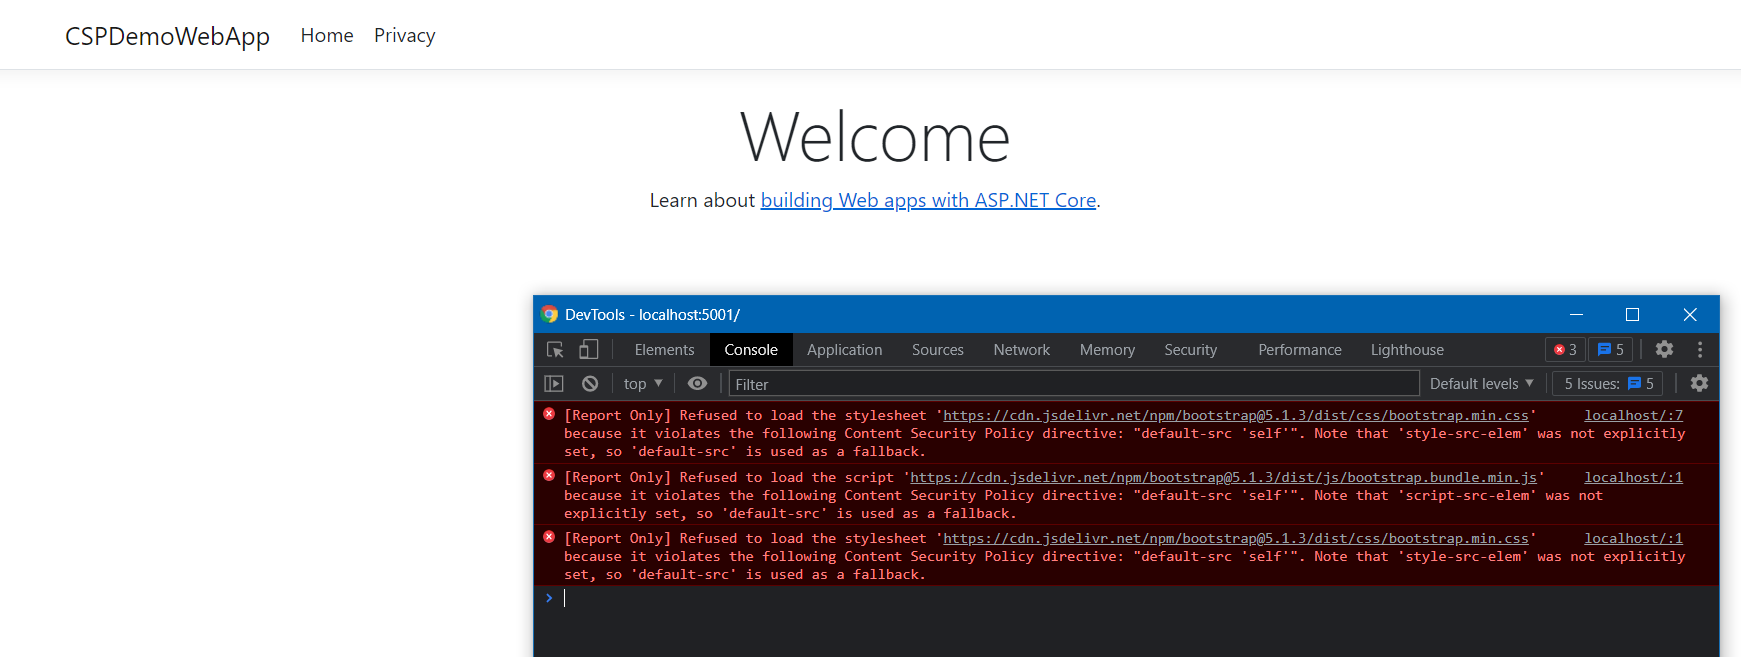 CSPDemoWebApp Home Privacy
Welcome
Learn about building Web apps with ASP.NET Core.
DevTools - localhost:5001/
Elements Console Application Sources Network Memory Security Performance Lighthouse 3 5
top Filter Default levels 5 Issues: 5
[Report Only] Refused to load the stylesheet 'https://cdn.jsdelivr.net/npm/bootstrap@5.1.3/dist/css/bootstrap.min.css' localhost/:7
because it violates the following Content Security Policy directive: "default-src 'self'". Note that 'style-src-elem' was not explicitly
set, so 'default-src' is used as a fallback.
[Report Only] Refused to load the script 'https://cdn.jsdelivr.net/npm/bootstrap@5.1.3/dist/js/bootstrap.bundle.min.js' localhost/:1
because it violates the following Content Security Policy directive: "default-src 'self'". Note that 'script-src-elem' was not
explicitly set, so 'default-src' is used as a fallback.
[Report Only] Refused to load the stylesheet 'https://cdn.jsdelivr.net/npm/bootstrap@5.1.3/dist/css/bootstrap.min.css' localhost/:1
because it violates the following Content Security Policy directive: "default-src 'self'". Note that 'style-src-elem' was not explicitly
set, so 'default-src' is used as a fallback.